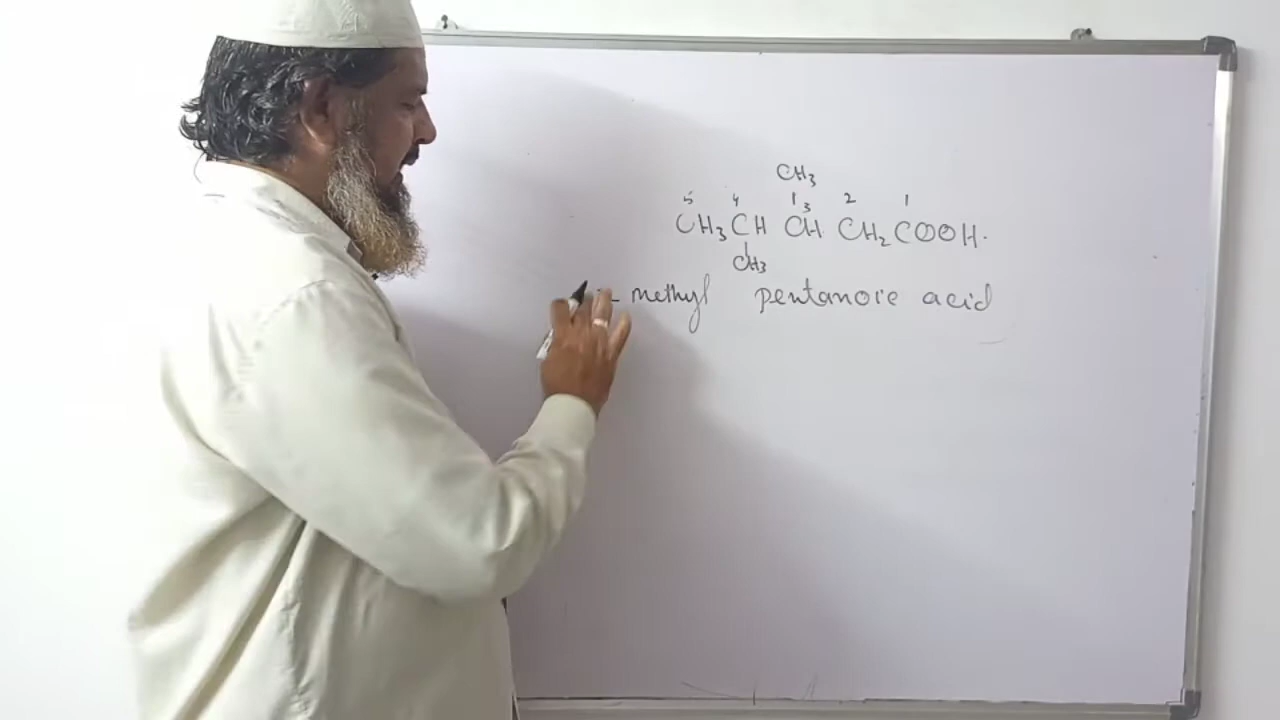 CH3
5 4 3 2 1
CH3 CH CH CH2 COOH.
CH3
methyl pentanoic acid